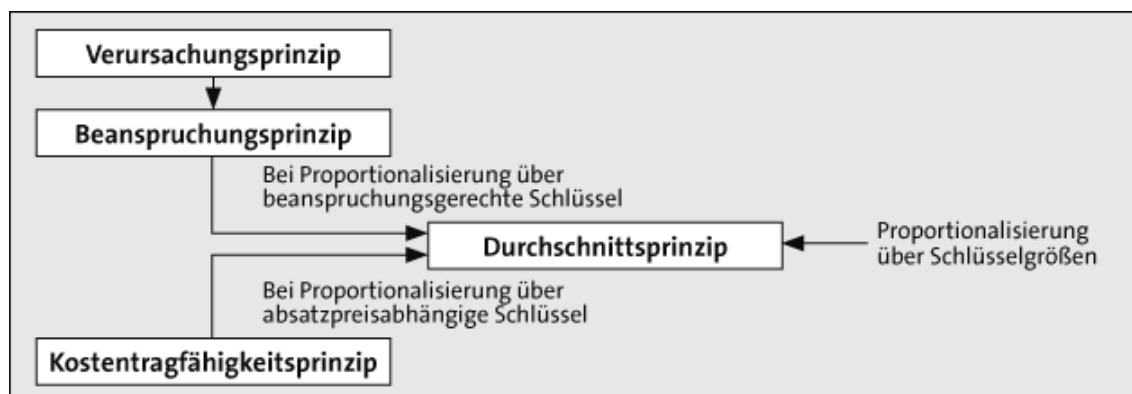 Verursachungsprinzip
Beanspruchungsprinzip
Bei Proportionalisierung über
beanspruchungsgerechte Schlüssel
Durchschnittsprinzip
Proportionalisierung
über Schlüsselgrößen
Bei Proportionalisierung über
absatzpreisabhängige Schlüssel
Kostentragfähigkeitsprinzip